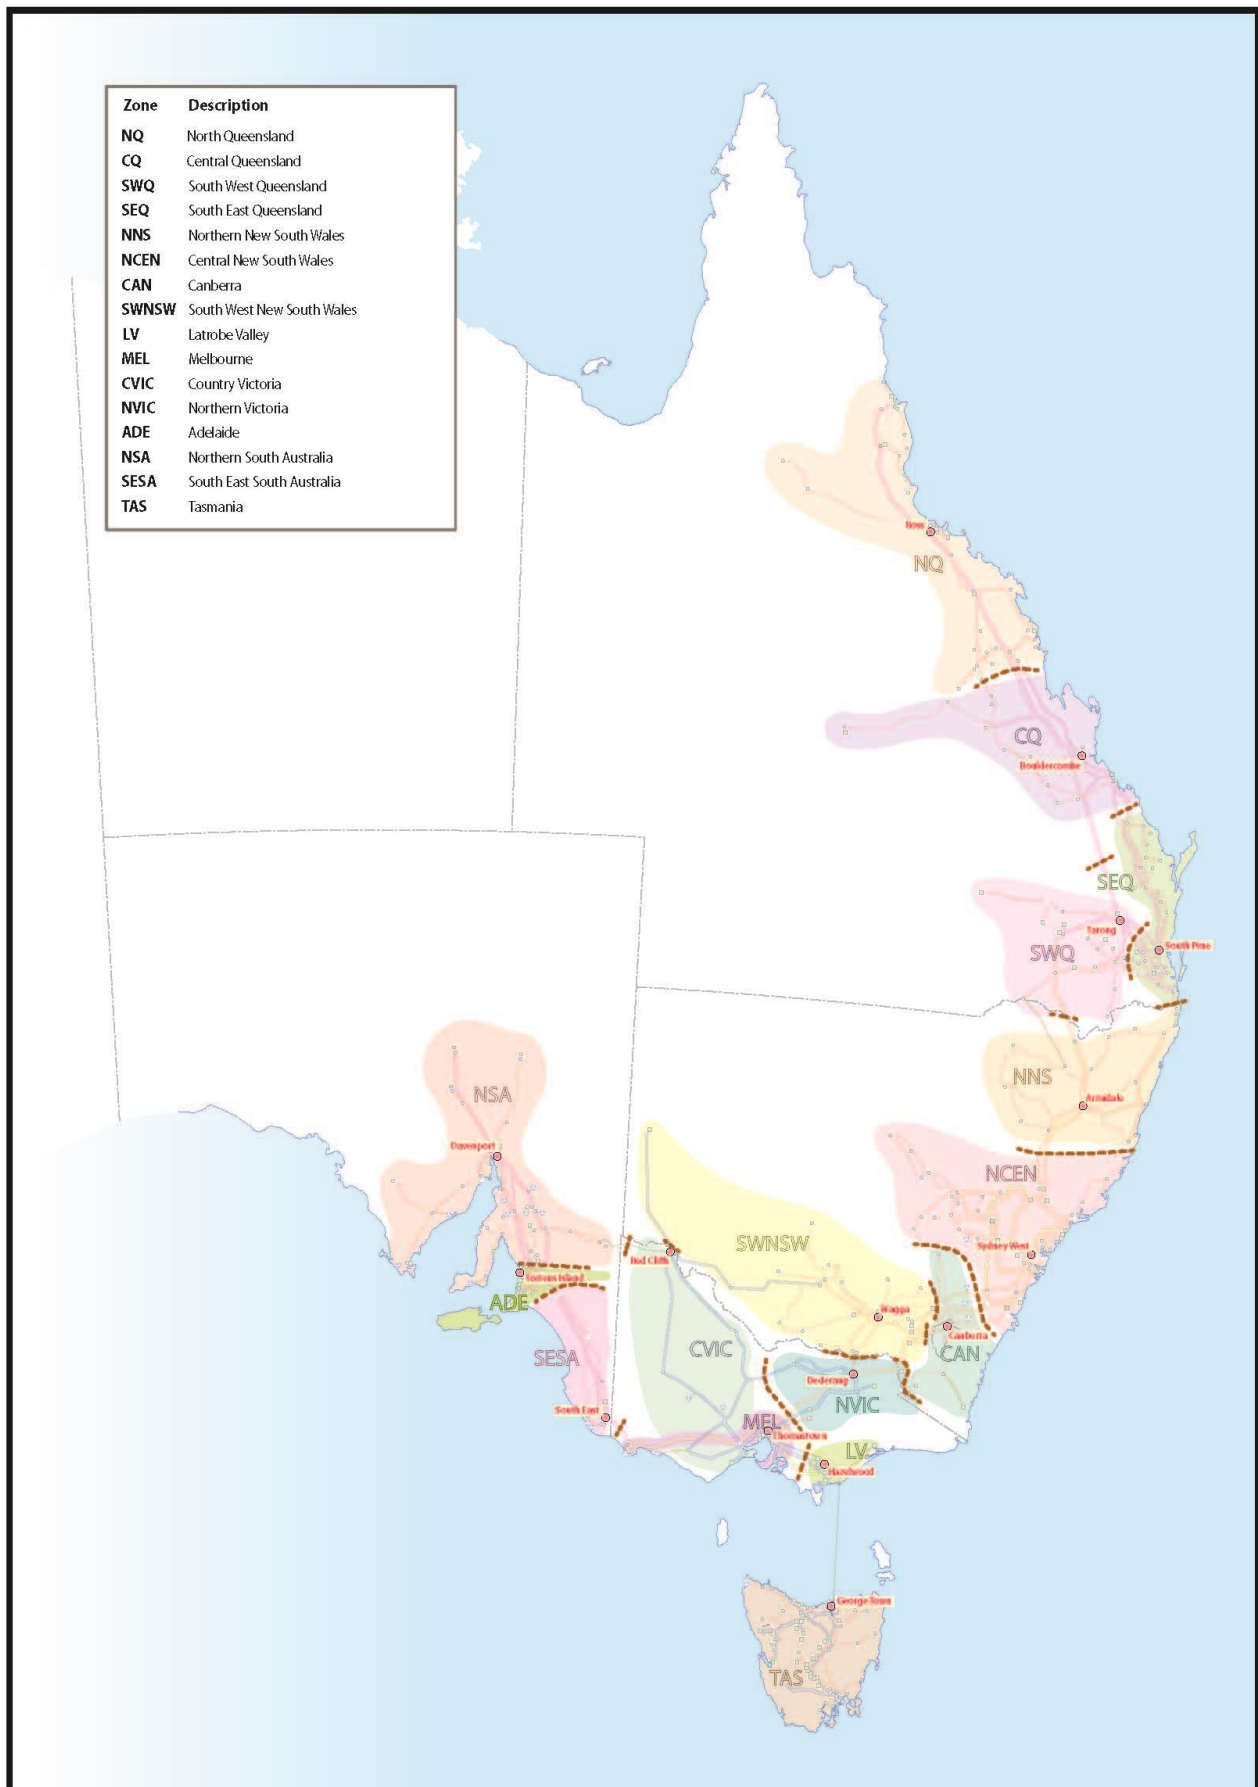 Zone Description
NQ North Queensland
CQ Central Queensland
SWQ South West Queensland
SEQ South East Queensland
NNS Northern New South Wales
NCEN Central New South Wales
CAN Canberra
SWNSW South West New South Wales
LV Latrobe Valley
MEL Melbourne
CVIC Country Victoria
NVIC Northern Victoria
ADE Adelaide
NSA Northern South Australia
SESA South East South Australia
TAS Tasmania
Ross
NQ
CQ
Bouldercombe
SEQ
Tarong
South Pine
SWQ
NNS
Armidale
NSA
Davenport
NCEN
SWNSW
Sydney West
Red Cliffs
Torrens Island
ADE
Wagga
Canberra
CAN
CVIC
SESA
Dederang
NVIC
South East
MEL
Thomastown
LV
Hazelwood
George Town
TAS